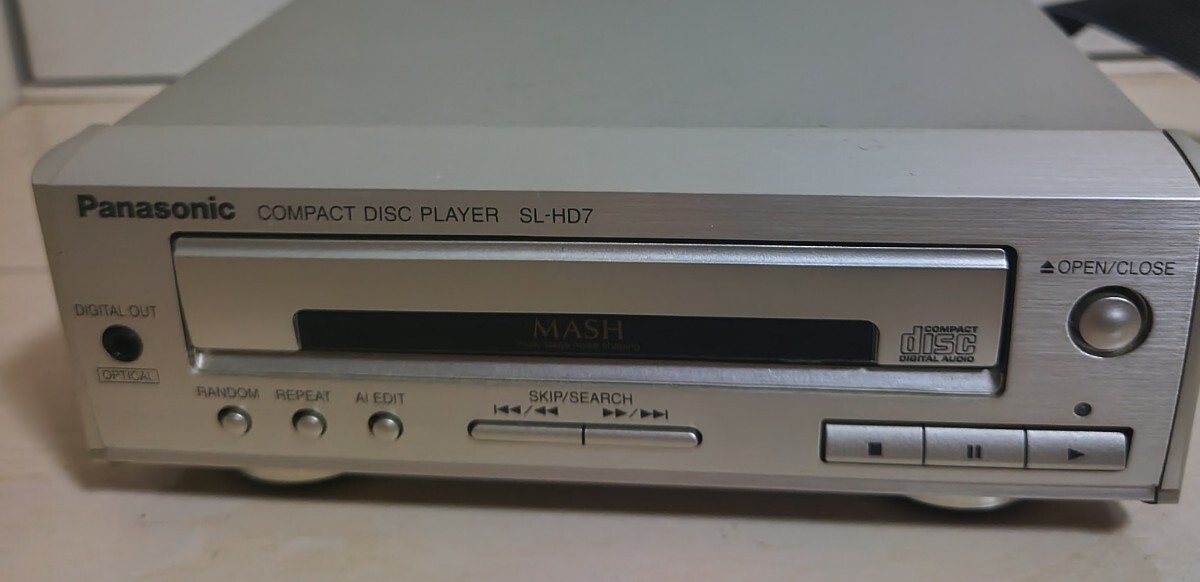 Panasonic COMPACT DISC PLAYER SL-HD7
OPEN/CLOSE
DIGITAL OUT
OPTICAL
MASH
COMPACT
disc
DIGITAL AUDIO
RANDOM REPEAT AI EDIT
SKIP/SEARCH